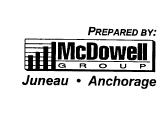 PREPARED BY:
McDowell
GROUP
Juneau • Anchorage